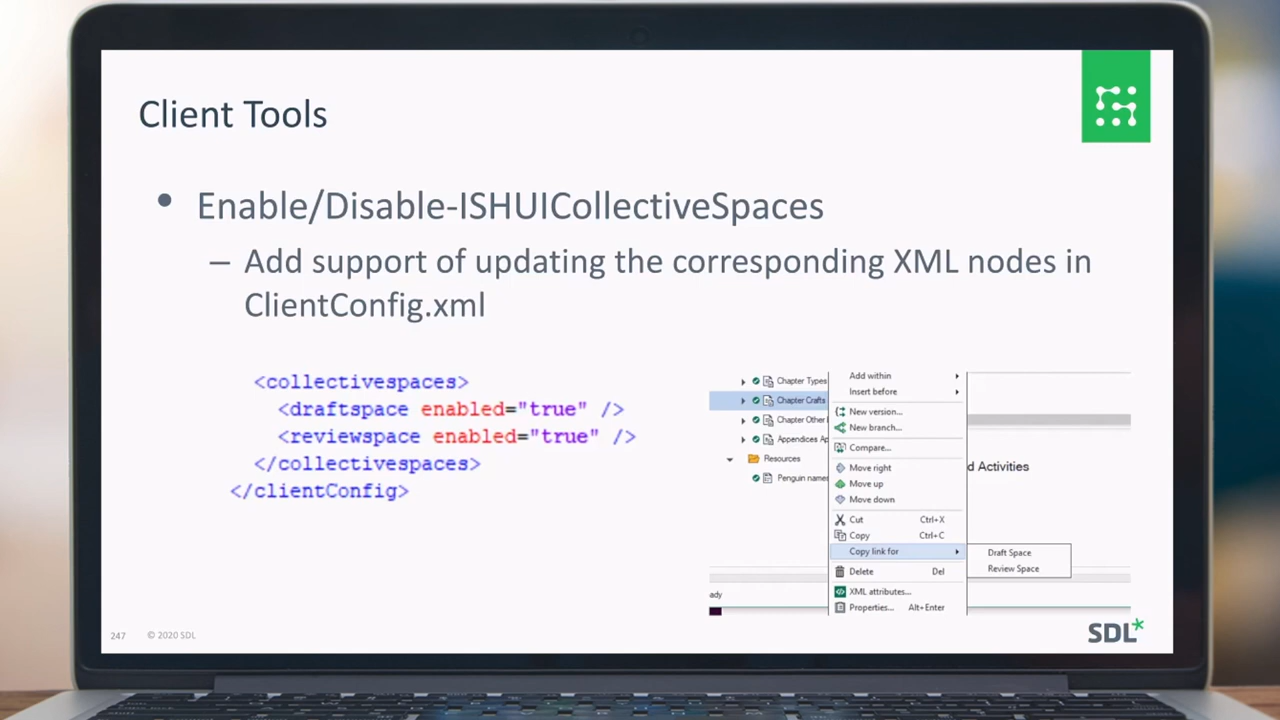 Client Tools
• Enable/Disable-ISHUICollectiveSpaces
– Add support of updating the corresponding XML nodes in
ClientConfig.xml
<collectivespaces>
<draftspace enabled="true" />
<reviewspace enabled="true" />
</collectivespaces>
</clientConfig>
Chapter Types
Chapter Crafts
Chapter Other
Appendices Ap
Resources
Penguin name
Add within
Insert before
New version...
New branch...
Compare...
Move right
Move up
Move down
Cut Ctrl+X
Copy Ctrl+C
Copy link for
Delete Del
XML attributes...
Properties... Alt+Enter
Draft Space
Review Space
d Activities
ady
247 © 2020 SDL
SDL*